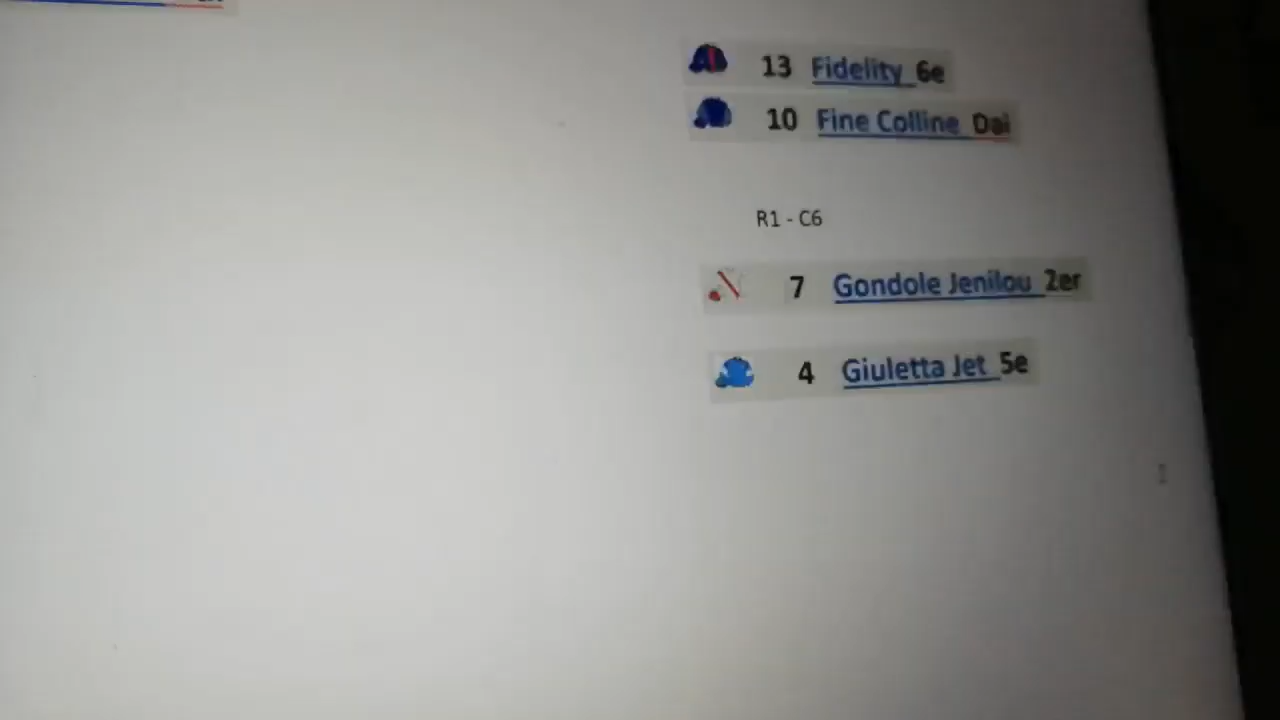 13 Fidelity 6e
10 Fine Colline Dai
R1 - C6
7 Gondole Jenilou 2er
4 Giuletta Jet 5e